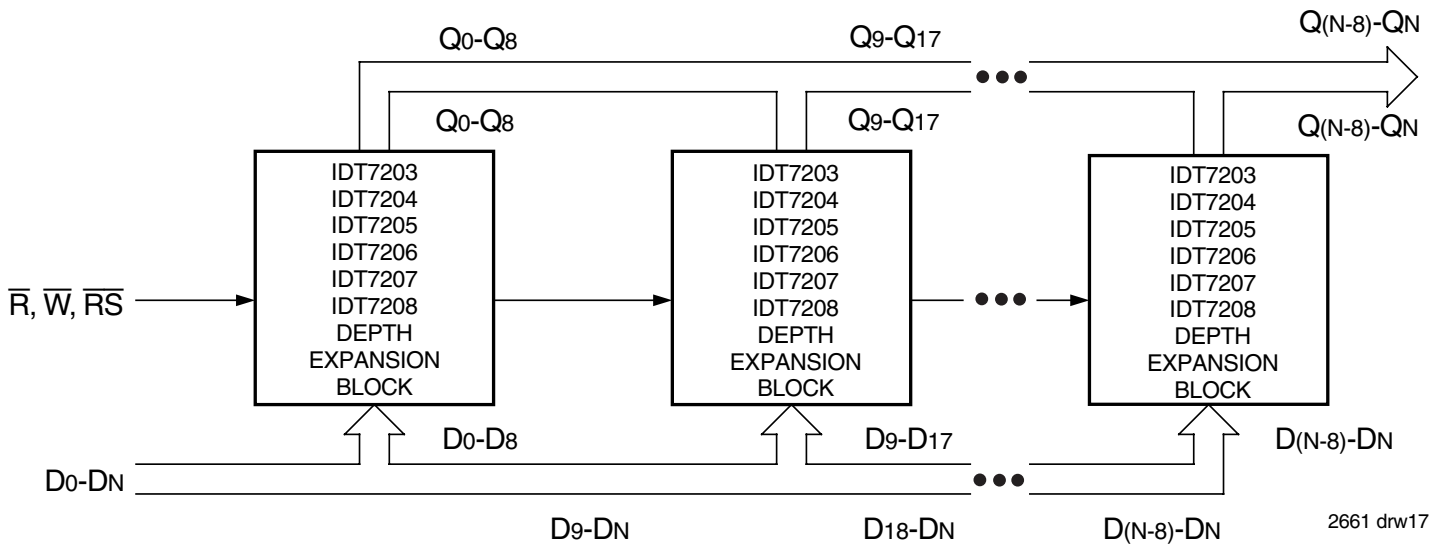 Q0-Q8
Q9-Q17
Q(N-8)-QN
Q0-Q8
Q9-Q17
Q(N-8)-QN
IDT7203
IDT7204
IDT7205
IDT7206
IDT7207
IDT7208
DEPTH
EXPANSION
BLOCK
IDT7203
IDT7204
IDT7205
IDT7206
IDT7207
IDT7208
DEPTH
EXPANSION
BLOCK
IDT7203
IDT7204
IDT7205
IDT7206
IDT7207
IDT7208
DEPTH
EXPANSION
BLOCK
R̅, W̅, R̅S̅
D0-D8
D9-D17
D(N-8)-DN
D0-DN
D9-DN
D18-DN
D(N-8)-DN
2661 drw17